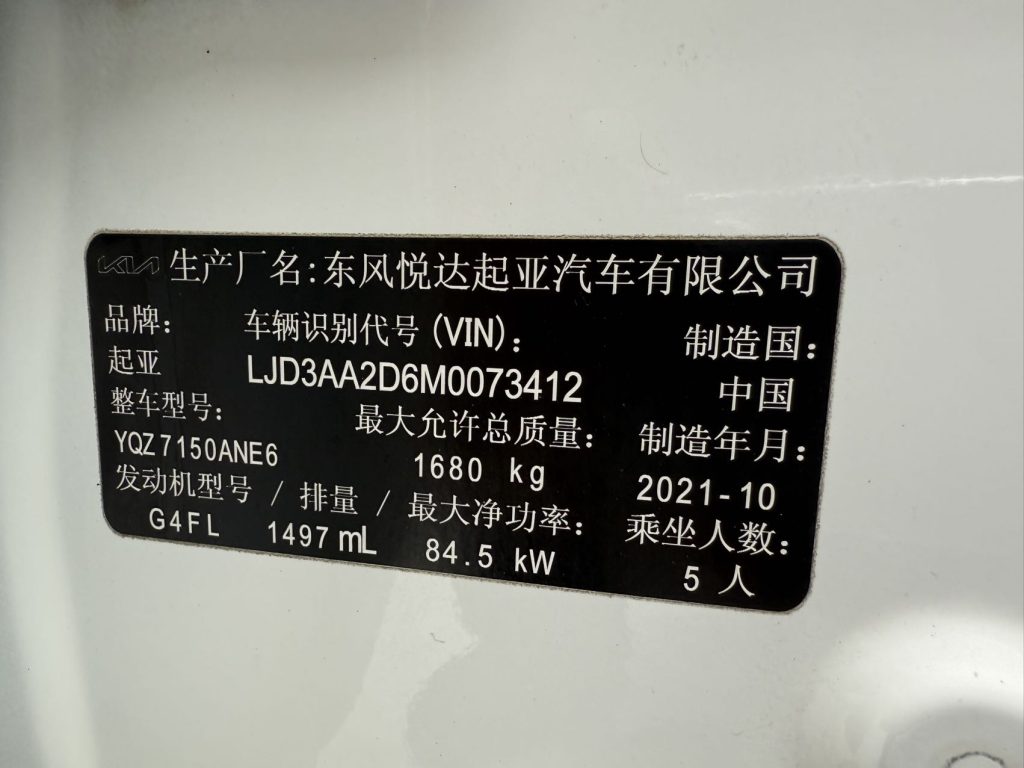 KIA 生产厂名:东风悦达起亚汽车有限公司
品牌: 车辆识别代号(VIN): 制造国:
起亚 LJD3AA2D6M0073412 中国
整车型号: 最大允许总质量: 制造年月:
YQZ7150ANE6 1680 kg 2021-10
发动机型号 / 排量 / 最大净功率: 乘坐人数:
G4FL 1497 mL 84.5 kW 5 人